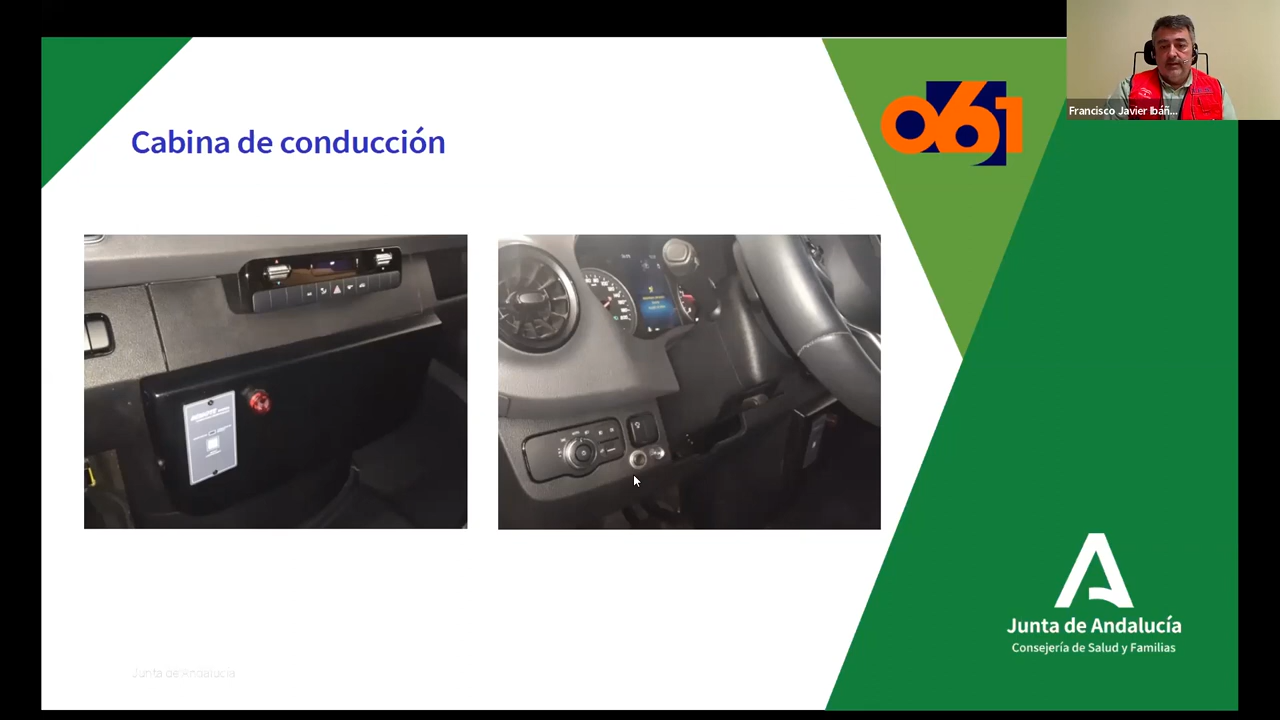 Cabina de conducción
061
Francisco Javier Ibáñ...
Junta de Andalucía
Consejería de Salud y Familias
Junta de Andalucía